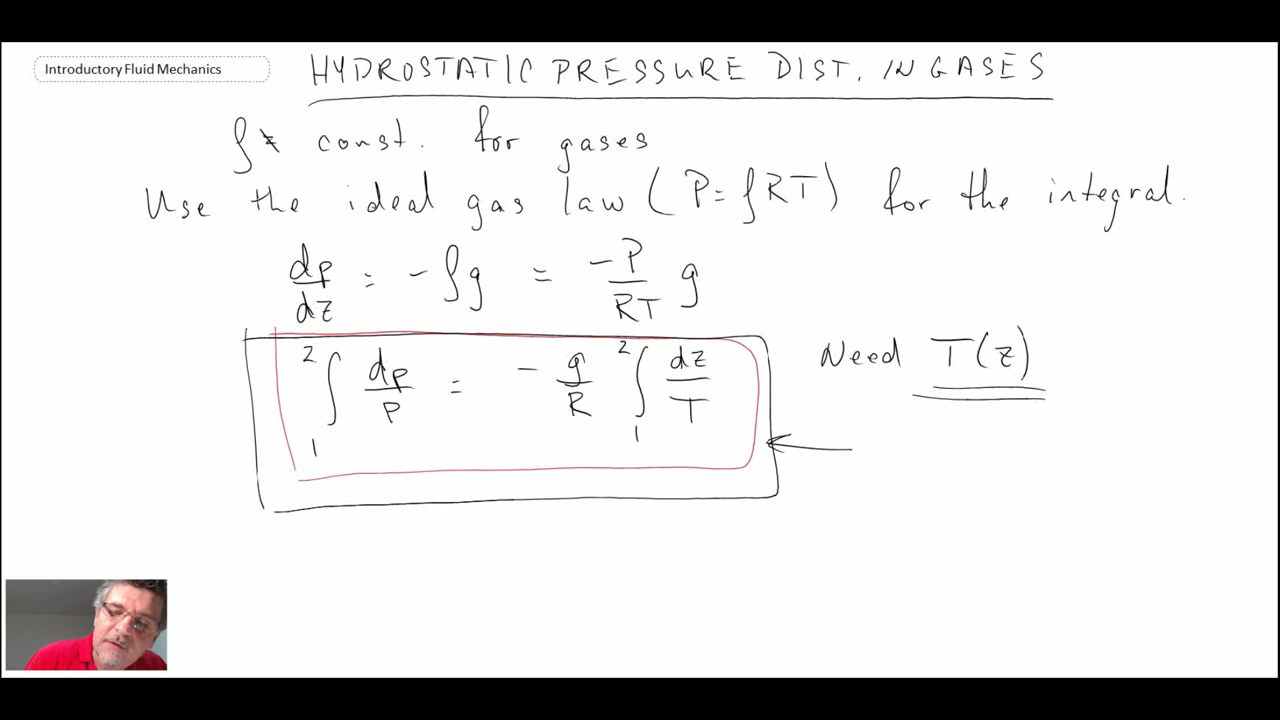 Introductory Fluid Mechanics
HYDROSTATIC PRESSURE DIST. IN GASES
ρ ≠ const. for gases
Use the ideal gas law (P=ρRT) for the integral.
dp/dz = -ρg = -P/RT g
∫₁² dp/P = - g/R ∫₁² dz/T
Need T(z)